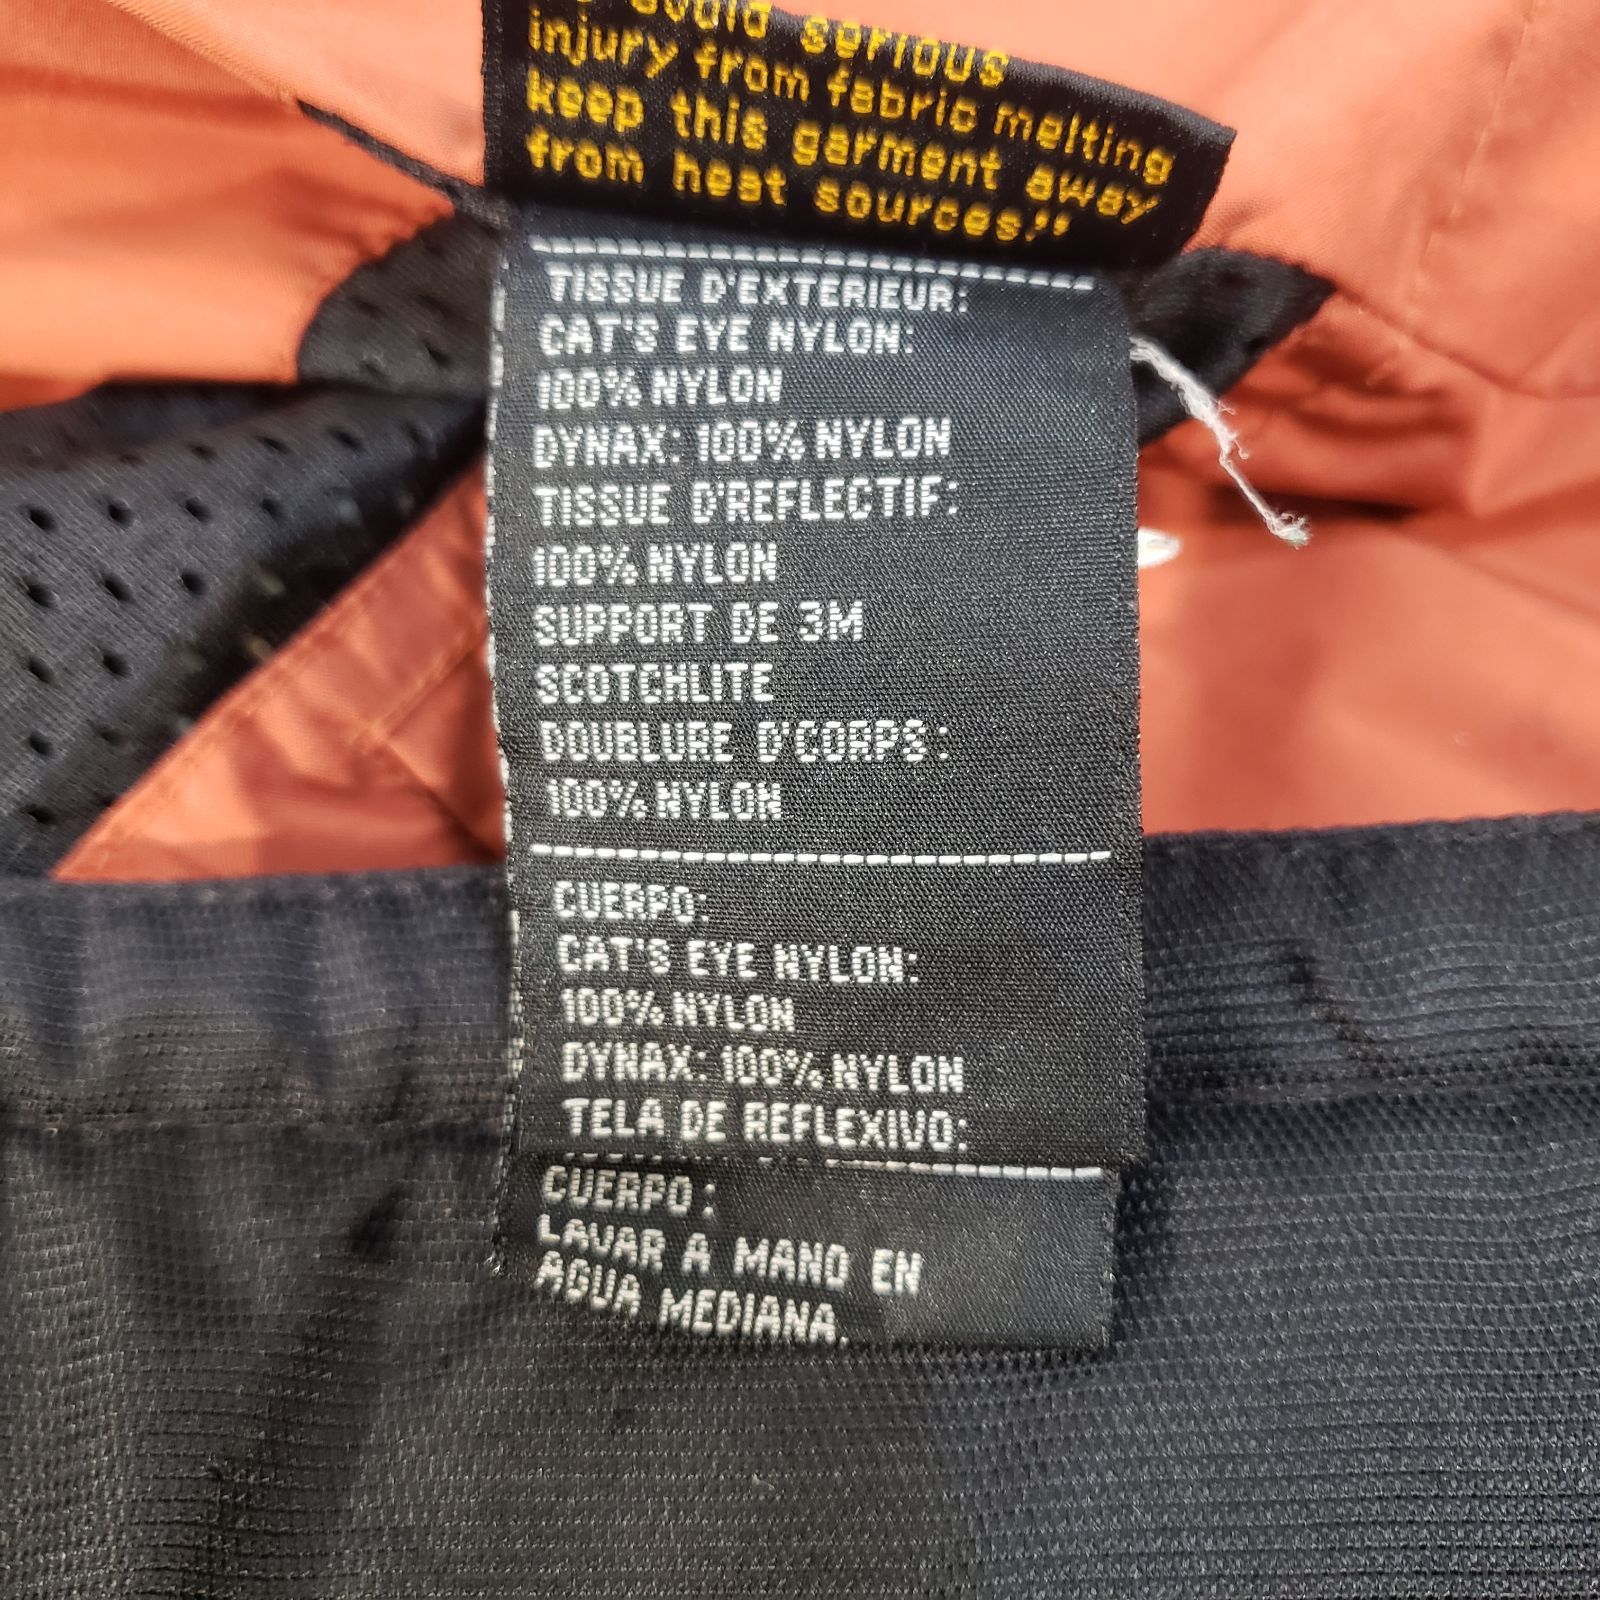 avoid serious
injury from fabric melting
keep this garment away
from heat sources!"
TISSUE D'EXTERIEUR:
CAT'S EYE NYLON:
100% NYLON
DYNAX: 100% NYLON
TISSUE D'REFLECTIF:
100% NYLON
SUPPORT DE 3M
SCOTCHLITE
DOUBLURE D'CORPS:
100% NYLON
CUERPO:
CAT'S EYE NYLON:
100% NYLON
DYNAX: 100% NYLON
TELA DE REFLEXIVO:
CUERPO:
LAVAR A MANO EN
AGUA MEDIANA.